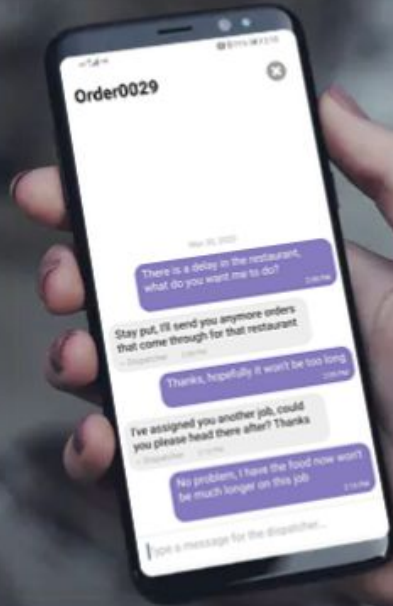 Order0029
There is a delay in the restaurant,
what do you want me to do?
Stay put, I'll send you anymore orders
that come through for that restaurant
- Dispatcher
Thanks, hopefully it won't be too long
I've assigned you another job, could
you please head there after? Thanks
- Dispatcher
No problem, I have the food now won't
be much longer on this job
Type a message for the dispatcher...